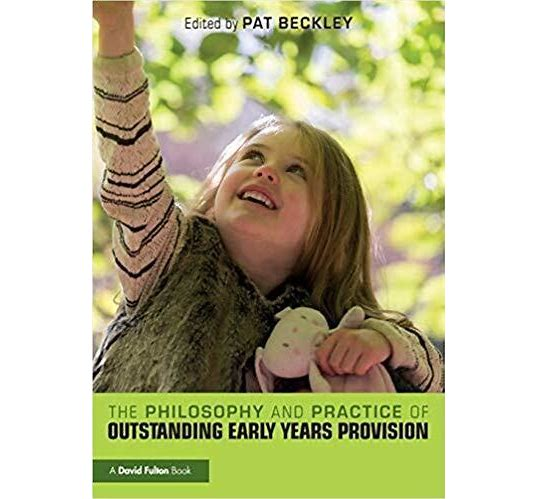 Edited by PAT BECKLEY
THE PHILOSOPHY AND PRACTICE OF
OUTSTANDING EARLY YEARS PROVISION
A David Fulton Book